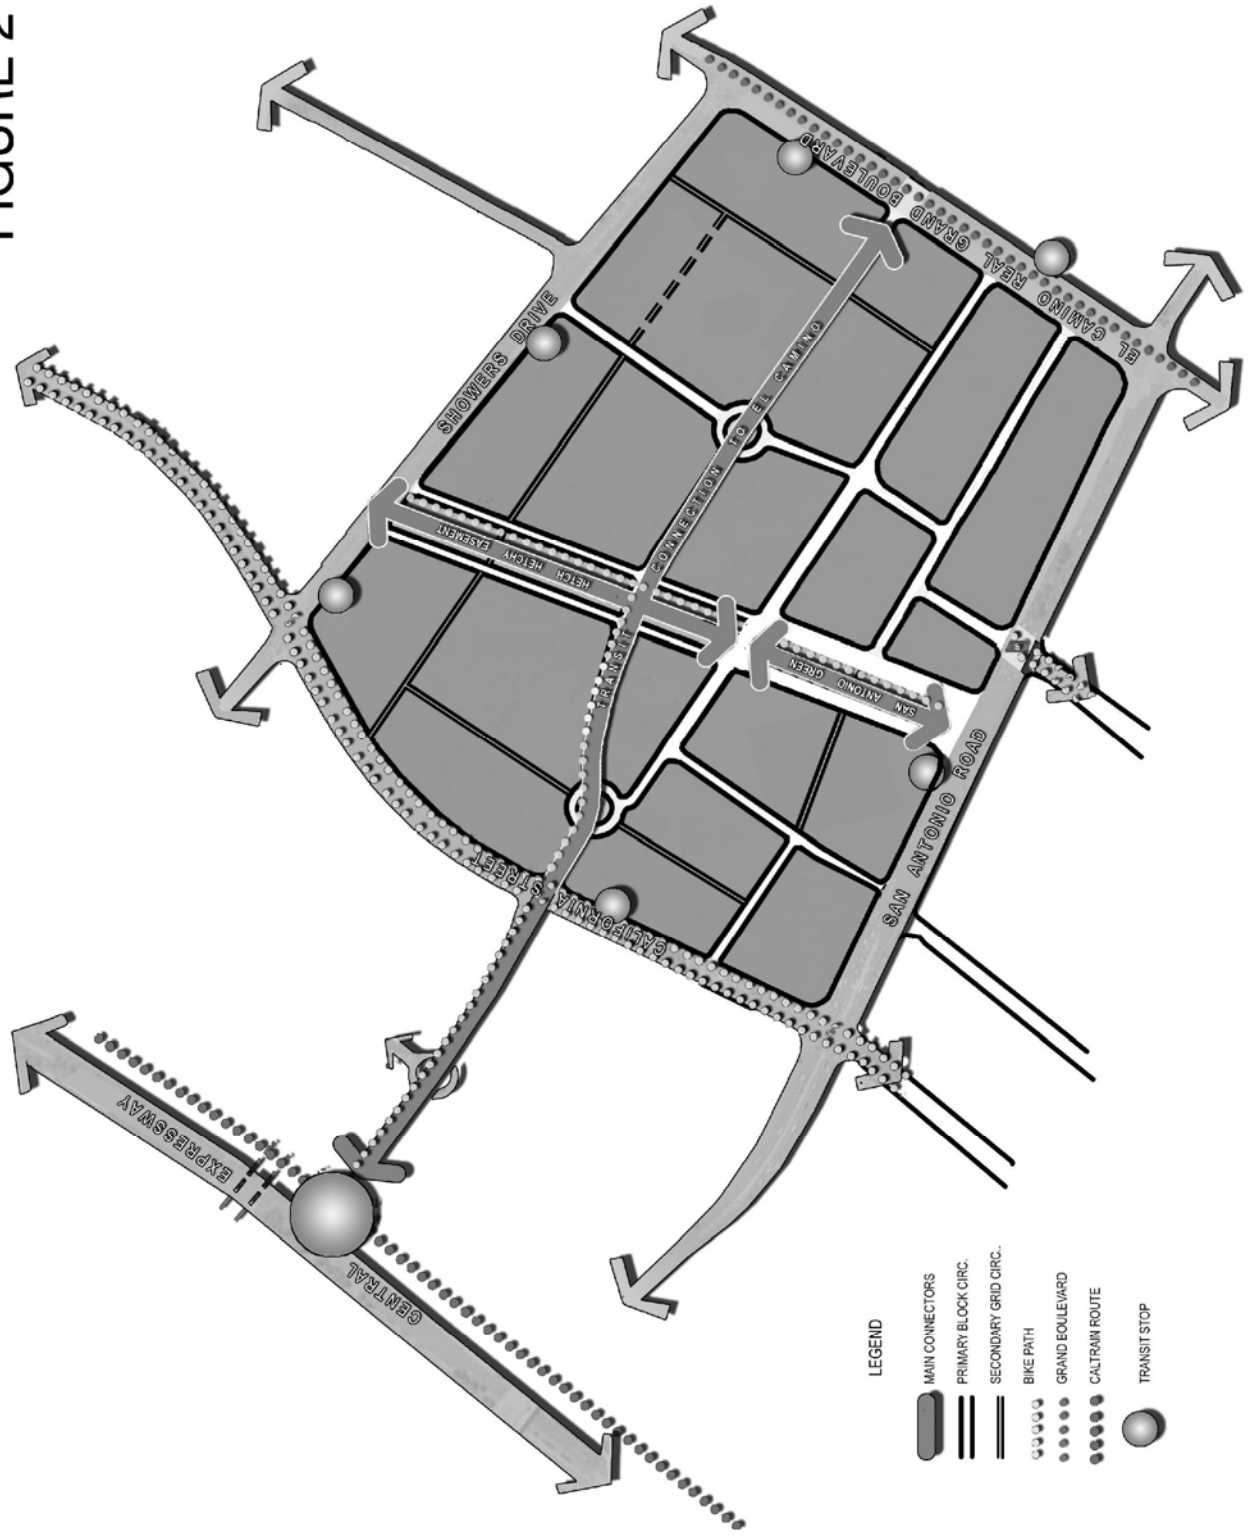 FIGURE 2
SHOWERS DRIVE
EL CAMINO REAL GRAND BOULEVARD
TRANSIT CONNECTION TO EL CAMINO
HETCH HETCHY EASEMENT
SAN ANTONIO GREEN
SAN ANTONIO ROAD
CALIFORNIA STREET
CENTRAL EXPRESSWAY
LEGEND
MAIN CONNECTORS
PRIMARY BLOCK CIRC.
SECONDARY GRID CIRC..
BIKE PATH
GRAND BOULEVARD
CALTRAIN ROUTE
TRANSIT STOP